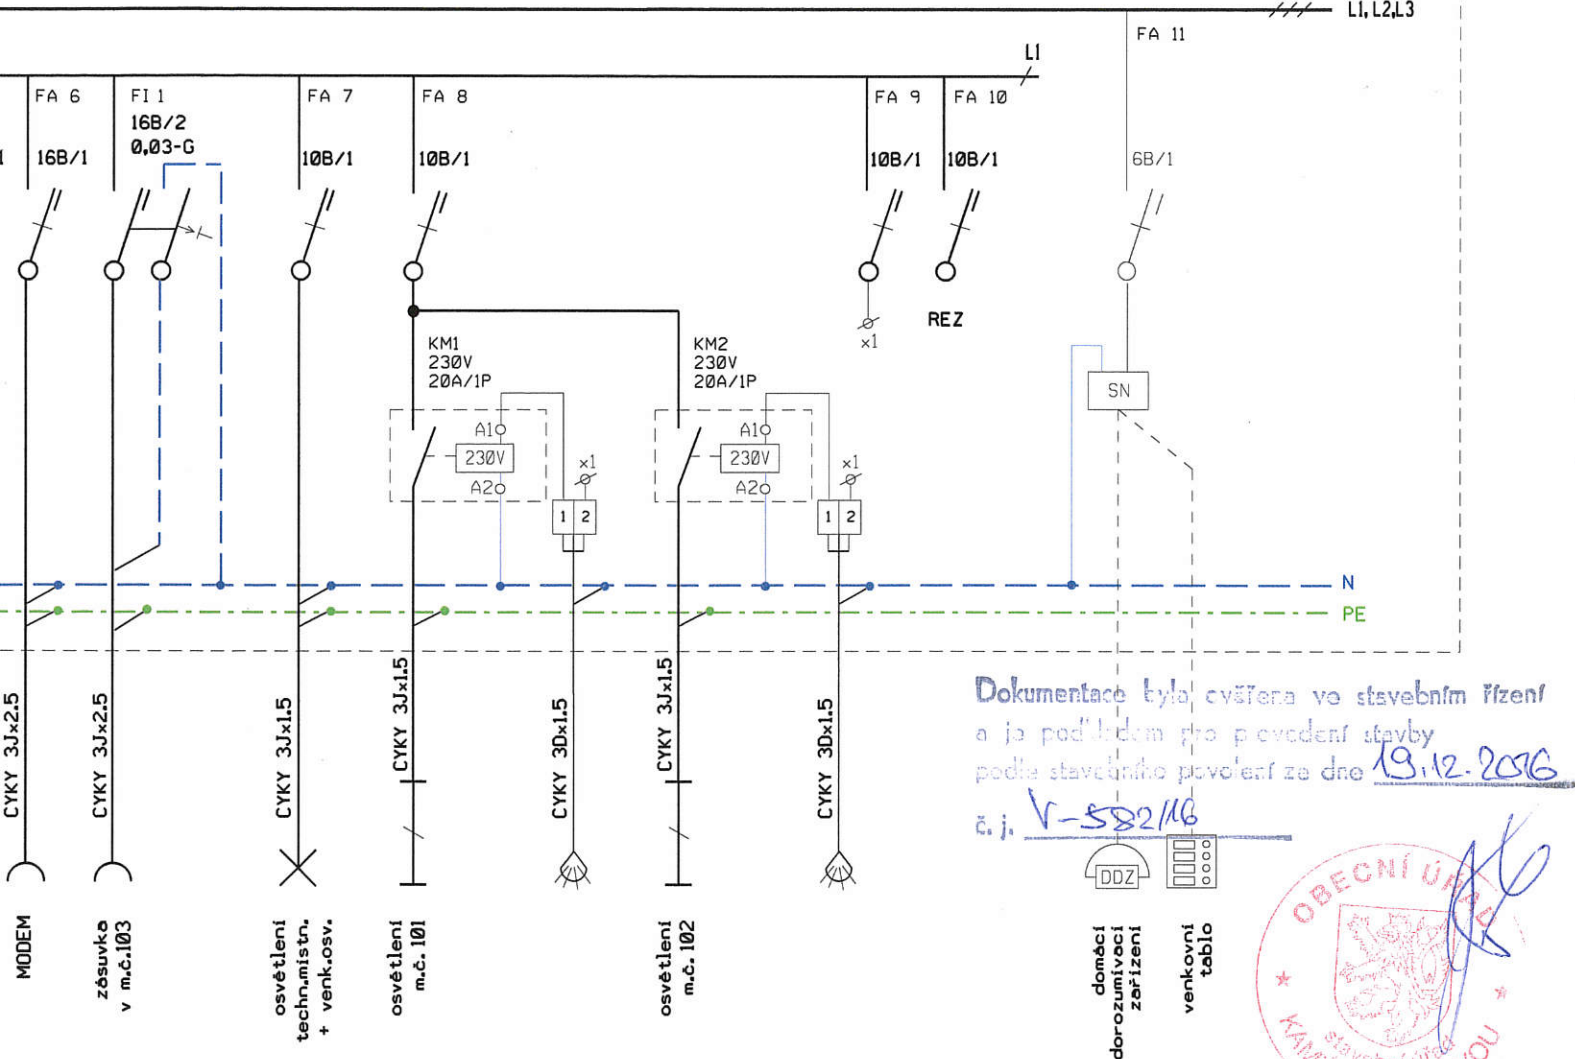 L1, L2, L3
FA 11
L1
FA 6
FI 1
16B/2
0,03-G
FA 7
FA 8
FA 9
FA 10
16B/1
10B/1
10B/1
10B/1
10B/1
6B/1
REZ
x1
KM1
230V
20A/1P
KM2
230V
20A/1P
SN
A1
230V
A2
x1
1 2
A1
230V
A2
x1
1 2
N
PE
CYKY 3Jx2.5
CYKY 3Jx2.5
CYKY 3Jx1.5
CYKY 3Jx1.5
CYKY 3Dx1.5
CYKY 3Jx1.5
CYKY 3Dx1.5
Dokumentace byla ověřena ve stavebním řízení
a je podkladem pro provedení stavby
podle stavebního povolení ze dne 19.12.2016
č. j. V-582/16
DDZ
MODEM
zásuvka
v m.č.103
osvětlení
techn.místn.
+ venk.osv.
osvětlení
m.č. 101
osvětlení
m.č. 102
domácí
dorozumívací
zařízení
venkovní
tablo
OBECNÍ ÚŘAD
stavební úřad